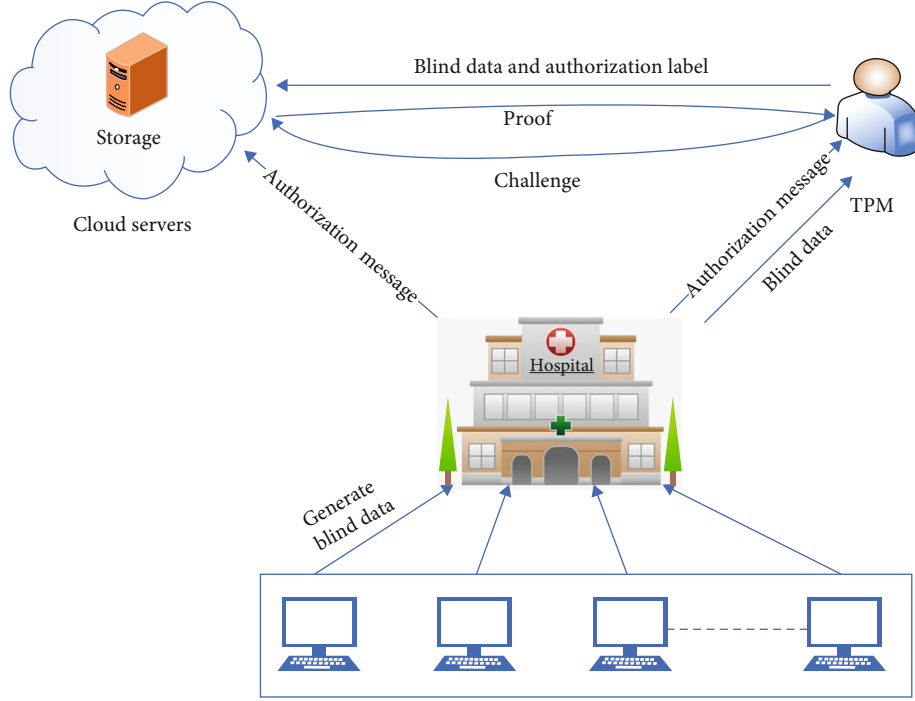 Blind data and authorization label
Proof
Storage
Challenge
Cloud servers
TPM
Authorization message
Authorization message
Blind data
Hospital
Generate
blind data